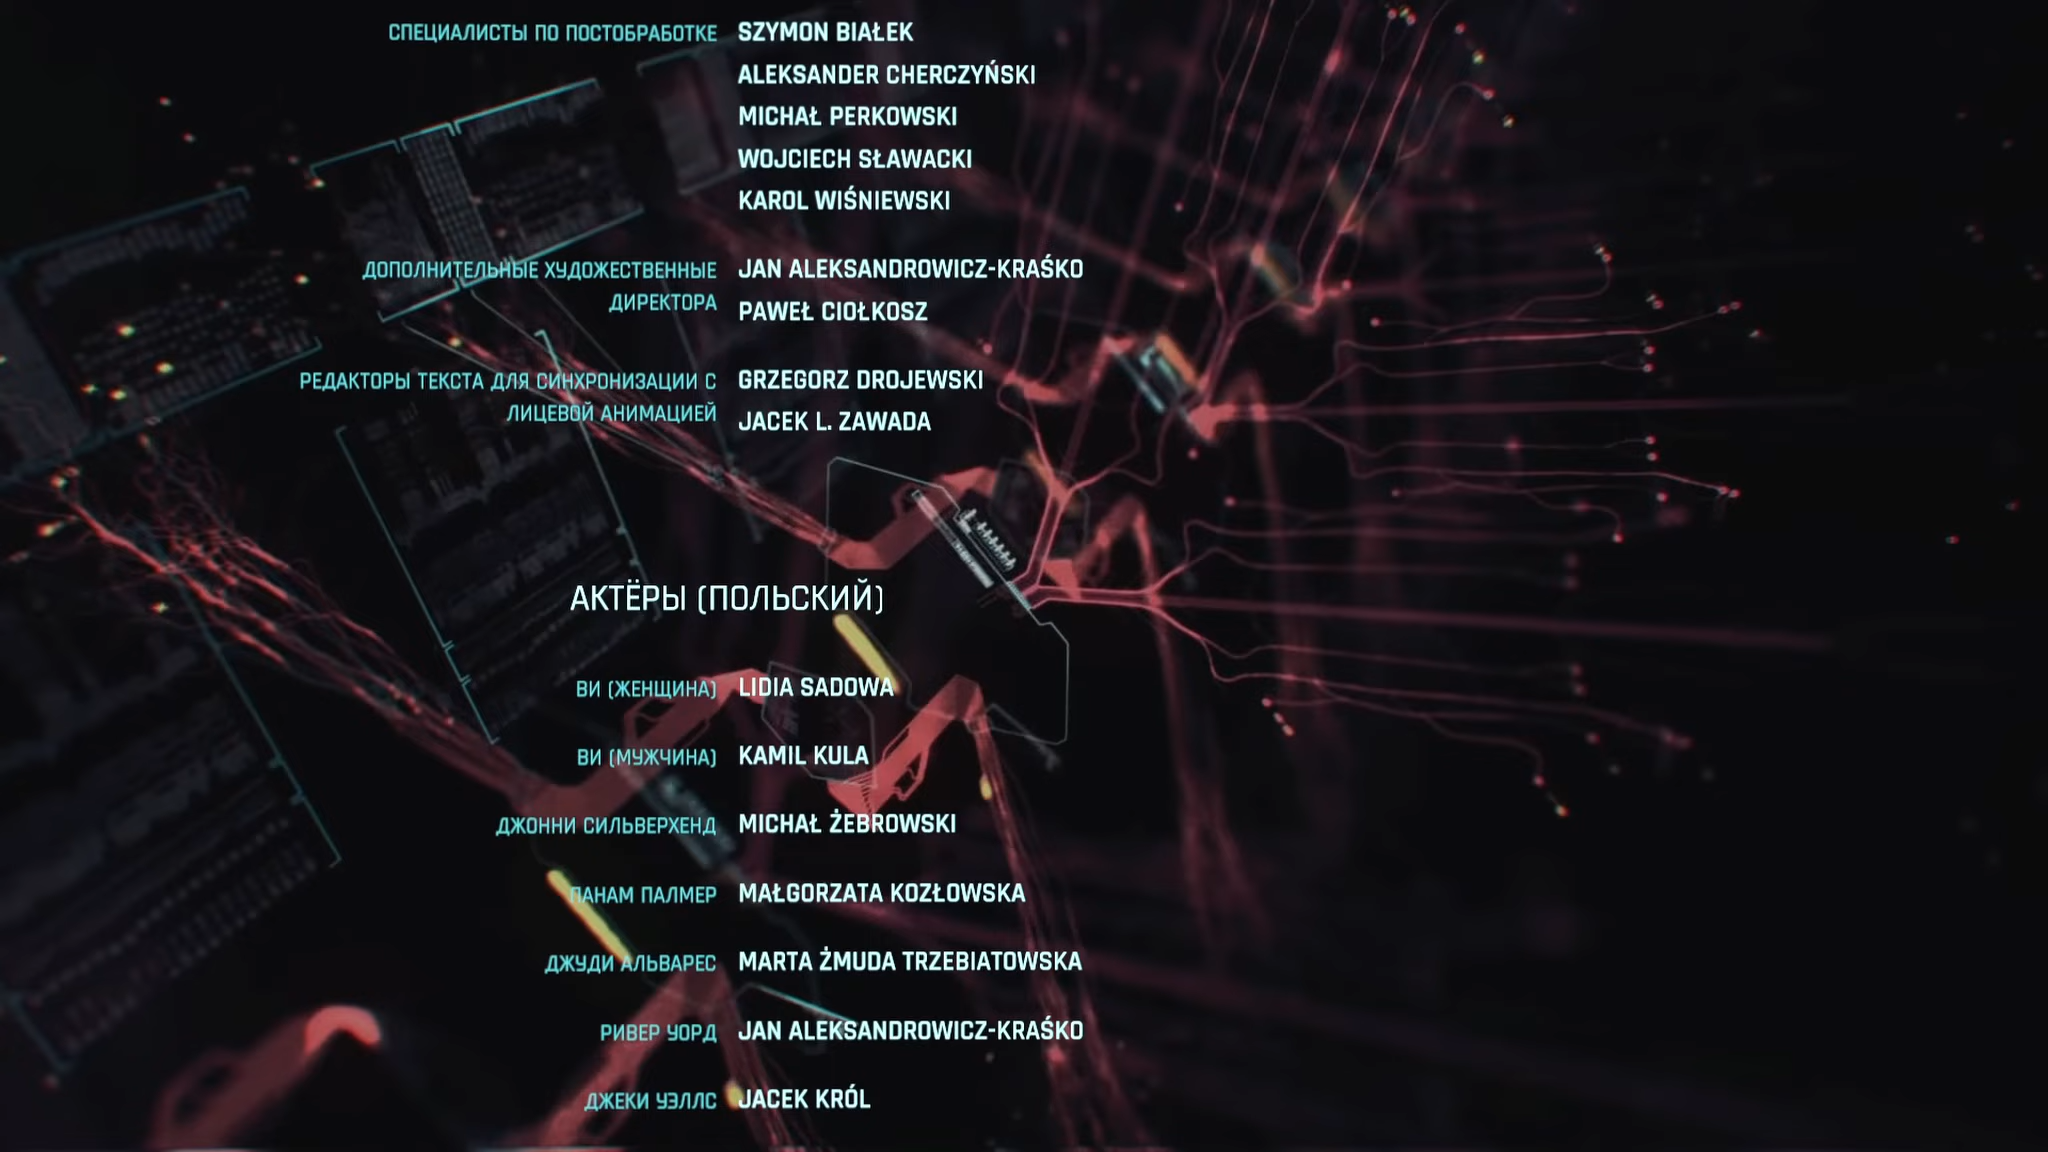 СПЕЦИАЛИСТЫ ПО ПОСТОБРАБОТКЕ SZYMON BIAŁEK
ALEKSANDER CHERCZYŃSKI
MICHAŁ PERKOWSKI
WOJCIECH SŁAWACKI
KAROL WIŚNIEWSKI
ДОПОЛНИТЕЛЬНЫЕ ХУДОЖЕСТВЕННЫЕ JAN ALEKSANDROWICZ-KRAŚKO
ДИРЕКТОРА PAWEŁ CIOŁKOSZ
РЕДАКТОРЫ ТЕКСТА ДЛЯ СИНХРОНИЗАЦИИ С GRZEGORZ DROJEWSKI
ЛИЦЕВОЙ АНИМАЦИЕЙ JACEK L. ZAWADA
АКТЁРЫ (ПОЛЬСКИЙ)
ВИ (ЖЕНЩИНА) LIDIA SADOWA
ВИ (МУЖЧИНА) KAMIL KULA
ДЖОННИ СИЛЬВЕРХЕНД MICHAŁ ŻEBROWSKI
ПАНАМ ПАЛМЕР MAŁGORZATA KOZŁOWSKA
ДЖУДИ АЛЬВАРЕС MARTA ŻMUDA TRZEBIATOWSKA
РИВЕР УОРД JAN ALEKSANDROWICZ-KRAŚKO
ДЖЕКИ УЭЛЛС JACEK KRÓL